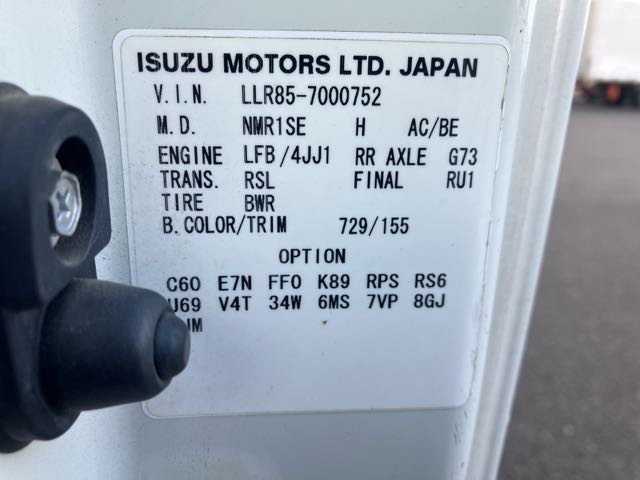 ISUZU MOTORS LTD. JAPAN
V.I.N. LLR85-7000752
M.D. NMR1SE H AC/BE
ENGINE LFB/4JJ1 RR AXLE G73
TRANS. RSL FINAL RU1
TIRE BWR
B.COLOR/TRIM 729/155
OPTION
C60 E7N FF0 K89 RPS RS6
U69 V4T 34W 6MS 7VP 8GJ